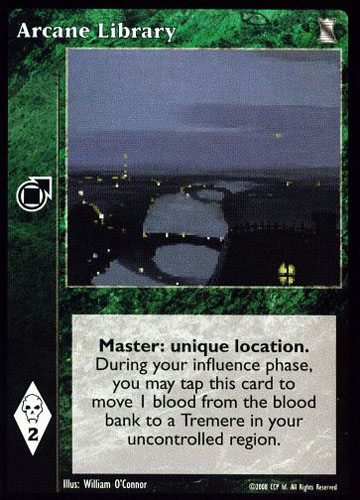 Arcane Library
Master: unique location.
During your influence phase,
you may tap this card to
move 1 blood from the blood
bank to a Tremere in your
uncontrolled region.
2
Illus: William O'Connor
©2008 CCP hf. All Rights Reserved